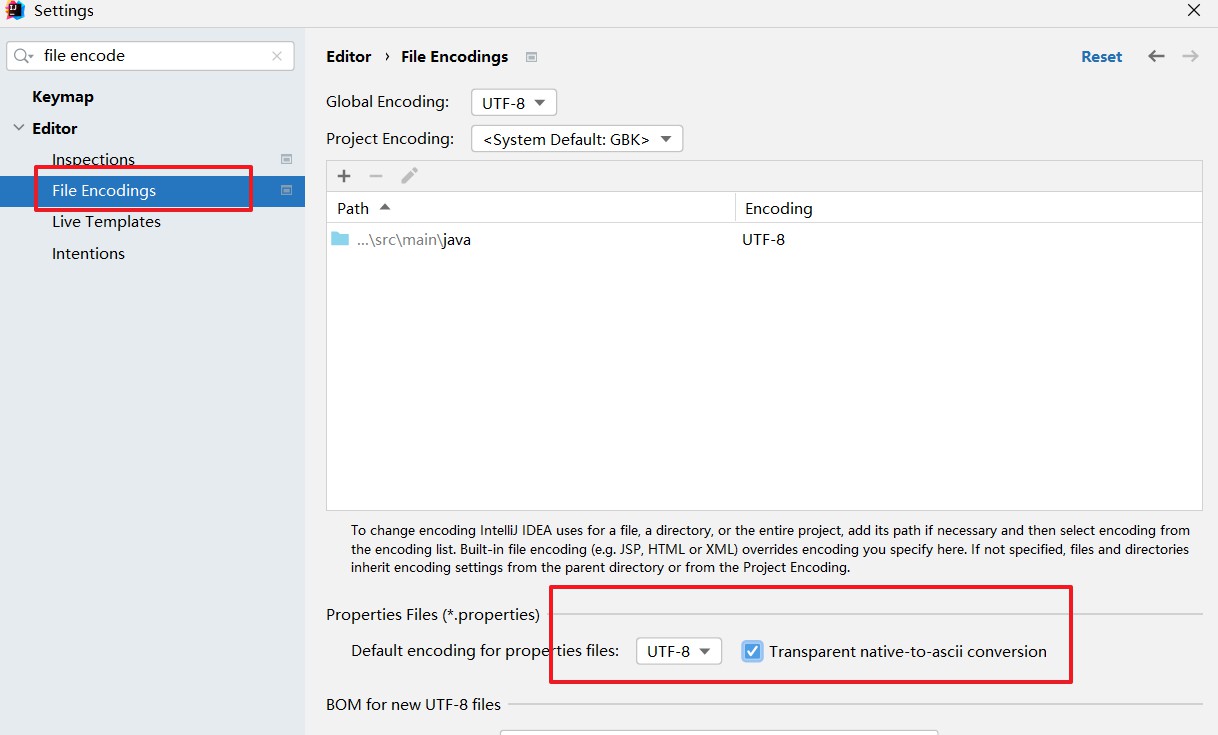 Settings
file encode
Keymap
Editor
Inspections
File Encodings
Live Templates
Intentions
Editor › File Encodings
Reset
Global Encoding: UTF-8
Project Encoding: <System Default: GBK>
Path Encoding
...\src\main\java UTF-8
To change encoding IntelliJ IDEA uses for a file, a directory, or the entire project, add its path if necessary and then select encoding from
the encoding list. Built-in file encoding (e.g. JSP, HTML or XML) overrides encoding you specify here. If not specified, files and directories
inherit encoding settings from the parent directory or from the Project Encoding.
Properties Files (*.properties)
Default encoding for properties files: UTF-8 Transparent native-to-ascii conversion
BOM for new UTF-8 files